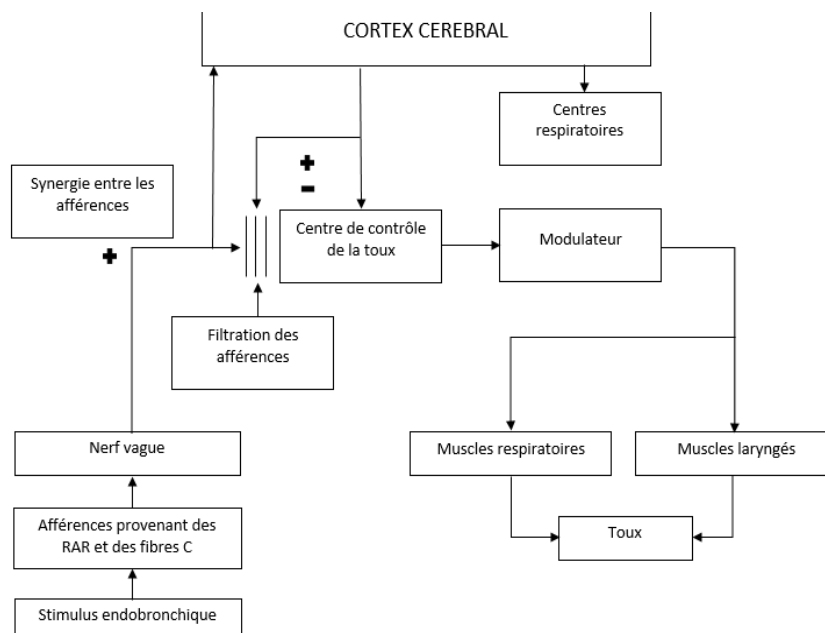 CORTEX CEREBRAL
Centres
respiratoires
Synergie entre les
afférences
+
+
-
Centre de contrôle
de la toux
Modulateur
Filtration des
afférences
Nerf vague
Muscles respiratoires
Muscles laryngés
Afférences provenant des
RAR et des fibres C
Toux
Stimulus endobronchique